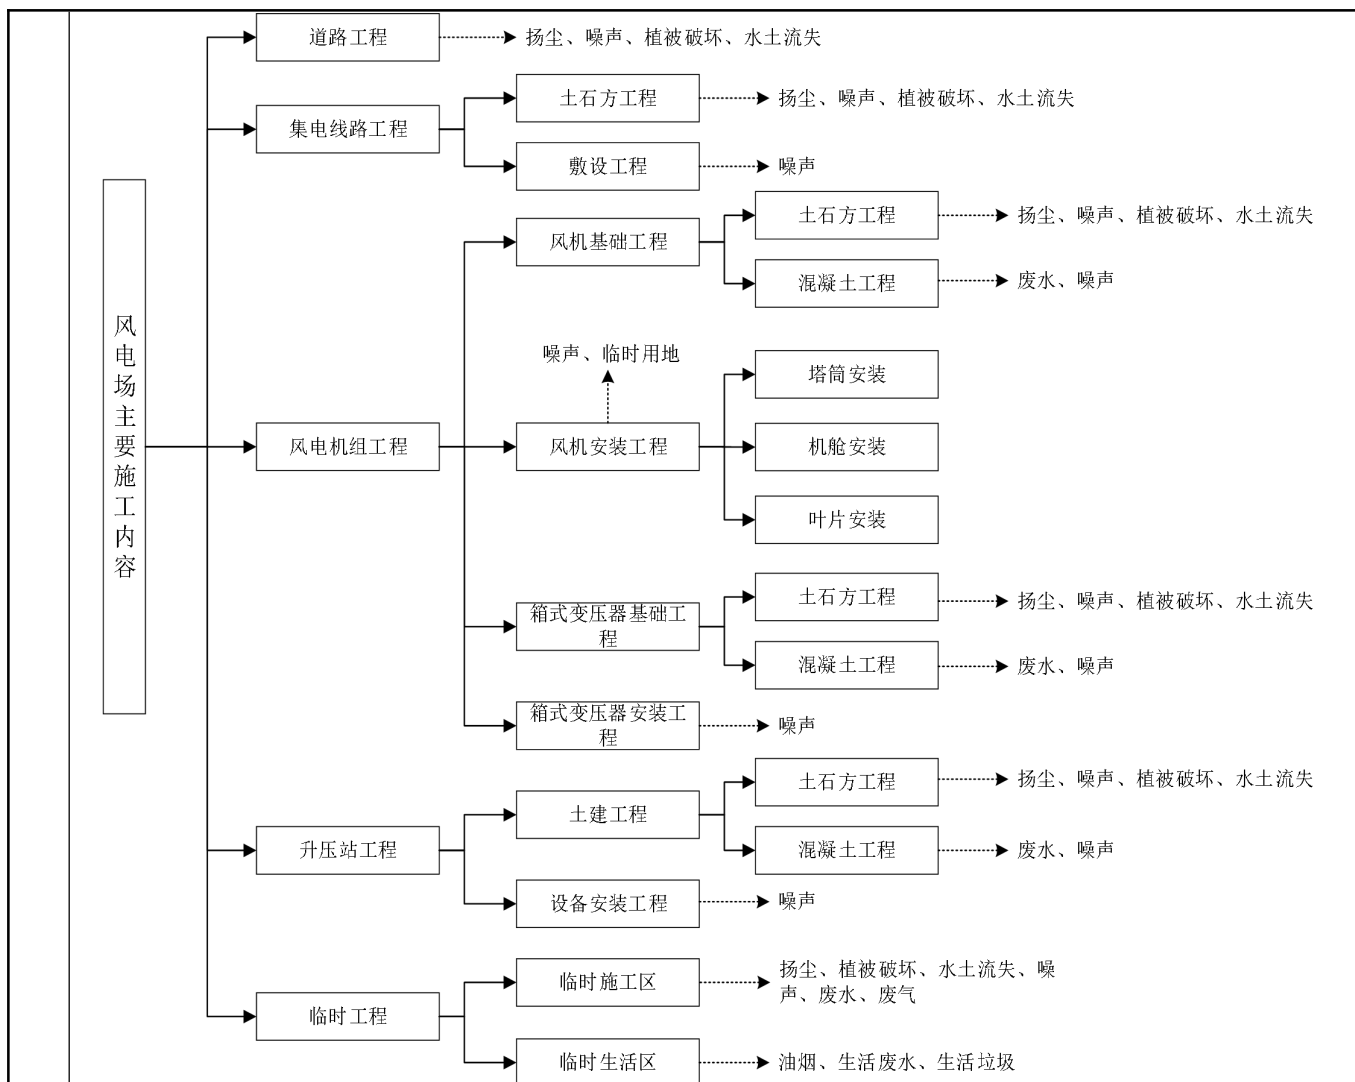 道路工程
扬尘、噪声、植被破坏、水土流失
土石方工程
扬尘、噪声、植被破坏、水土流失
集电线路工程
敷设工程
噪声
土石方工程
扬尘、噪声、植被破坏、水土流失
风机基础工程
混凝土工程
废水、噪声
风电场主要施工内容
噪声、临时用地
塔筒安装
风电机组工程
风机安装工程
机舱安装
叶片安装
土石方工程
扬尘、噪声、植被破坏、水土流失
箱式变压器基础工
程
混凝土工程
废水、噪声
箱式变压器安装工
程
噪声
土石方工程
扬尘、噪声、植被破坏、水土流失
土建工程
升压站工程
混凝土工程
废水、噪声
设备安装工程
噪声
临时施工区
扬尘、植被破坏、水土流失、噪
声、废水、废气
临时工程
临时生活区
油烟、生活废水、生活垃圾